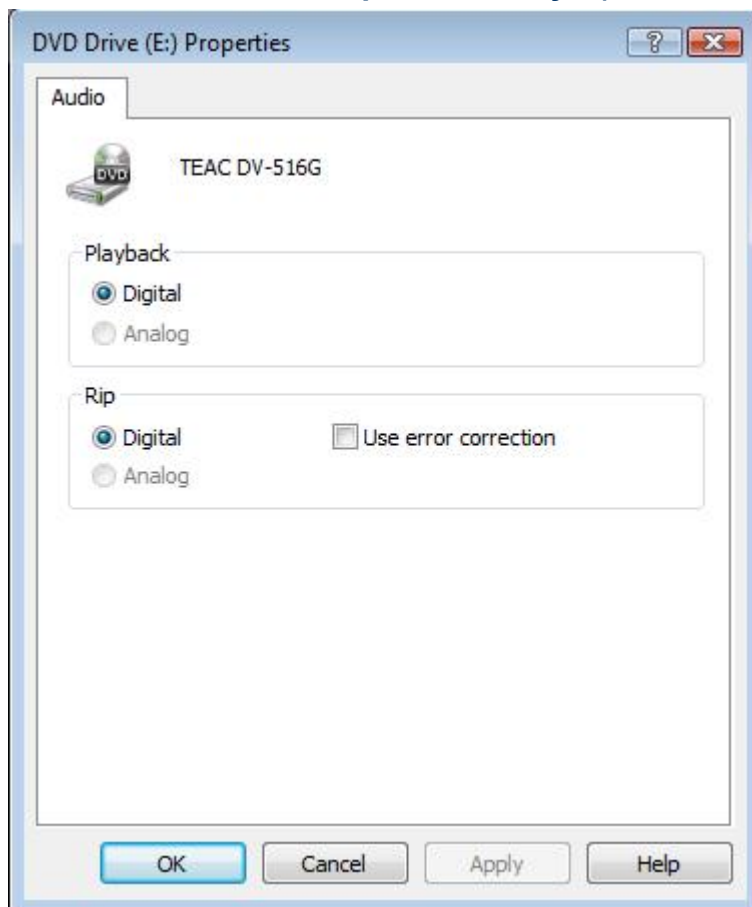 DVD Drive (E:) Properties
Audio
DVD
TEAC DV-516G
Playback
Digital
Analog
Rip
Digital Use error correction
Analog
OK Cancel Apply Help